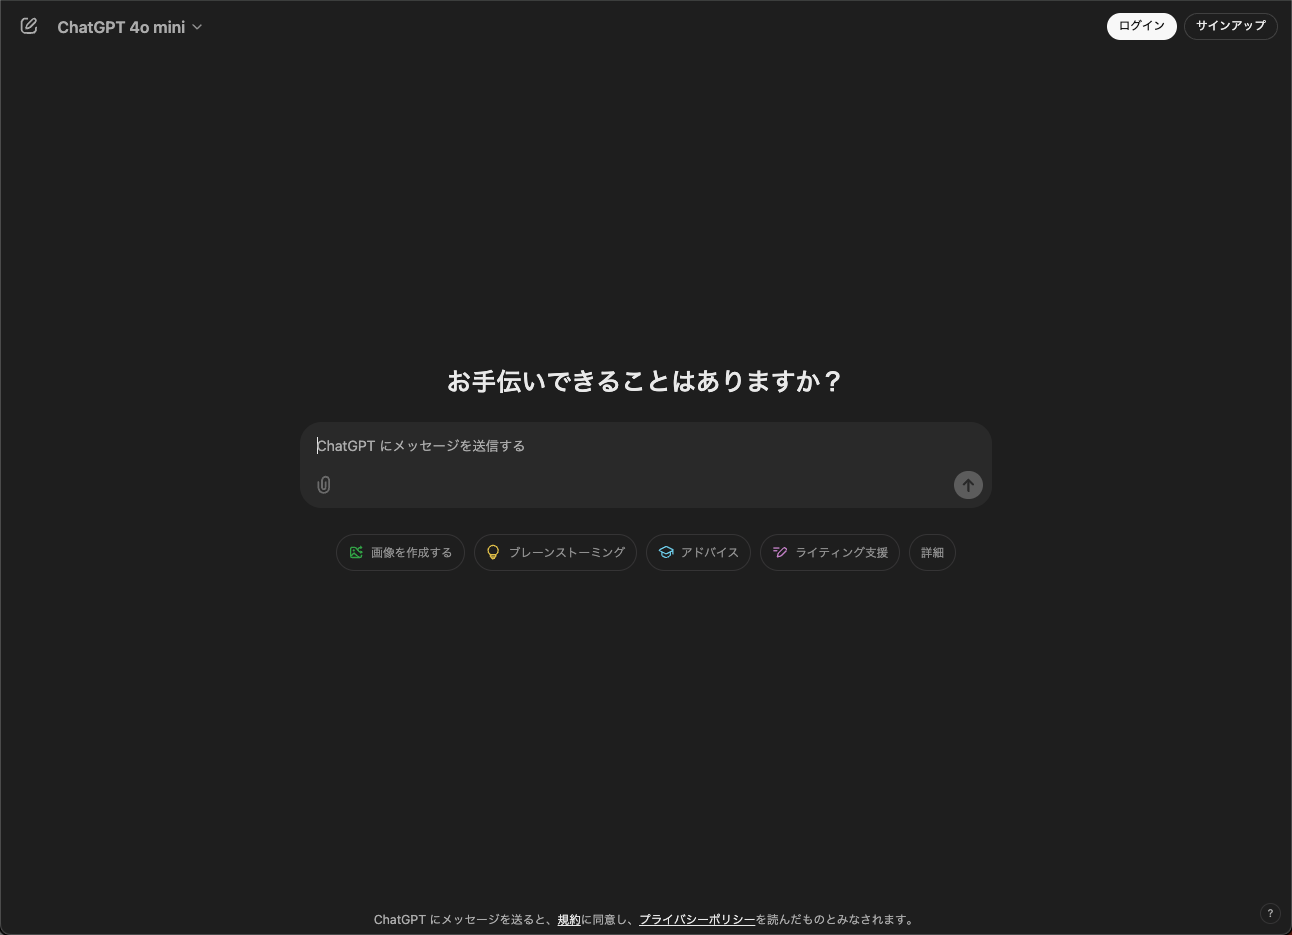 ChatGPT 4o mini
ログイン
サインアップ
お手伝いできることはありますか？
ChatGPT にメッセージを送信する
画像を作成する
ブレーンストーミング
アドバイス
ライティング支援
詳細
ChatGPT にメッセージを送ると、規約に同意し、プライバシーポリシーを読んだものとみなされます。
?